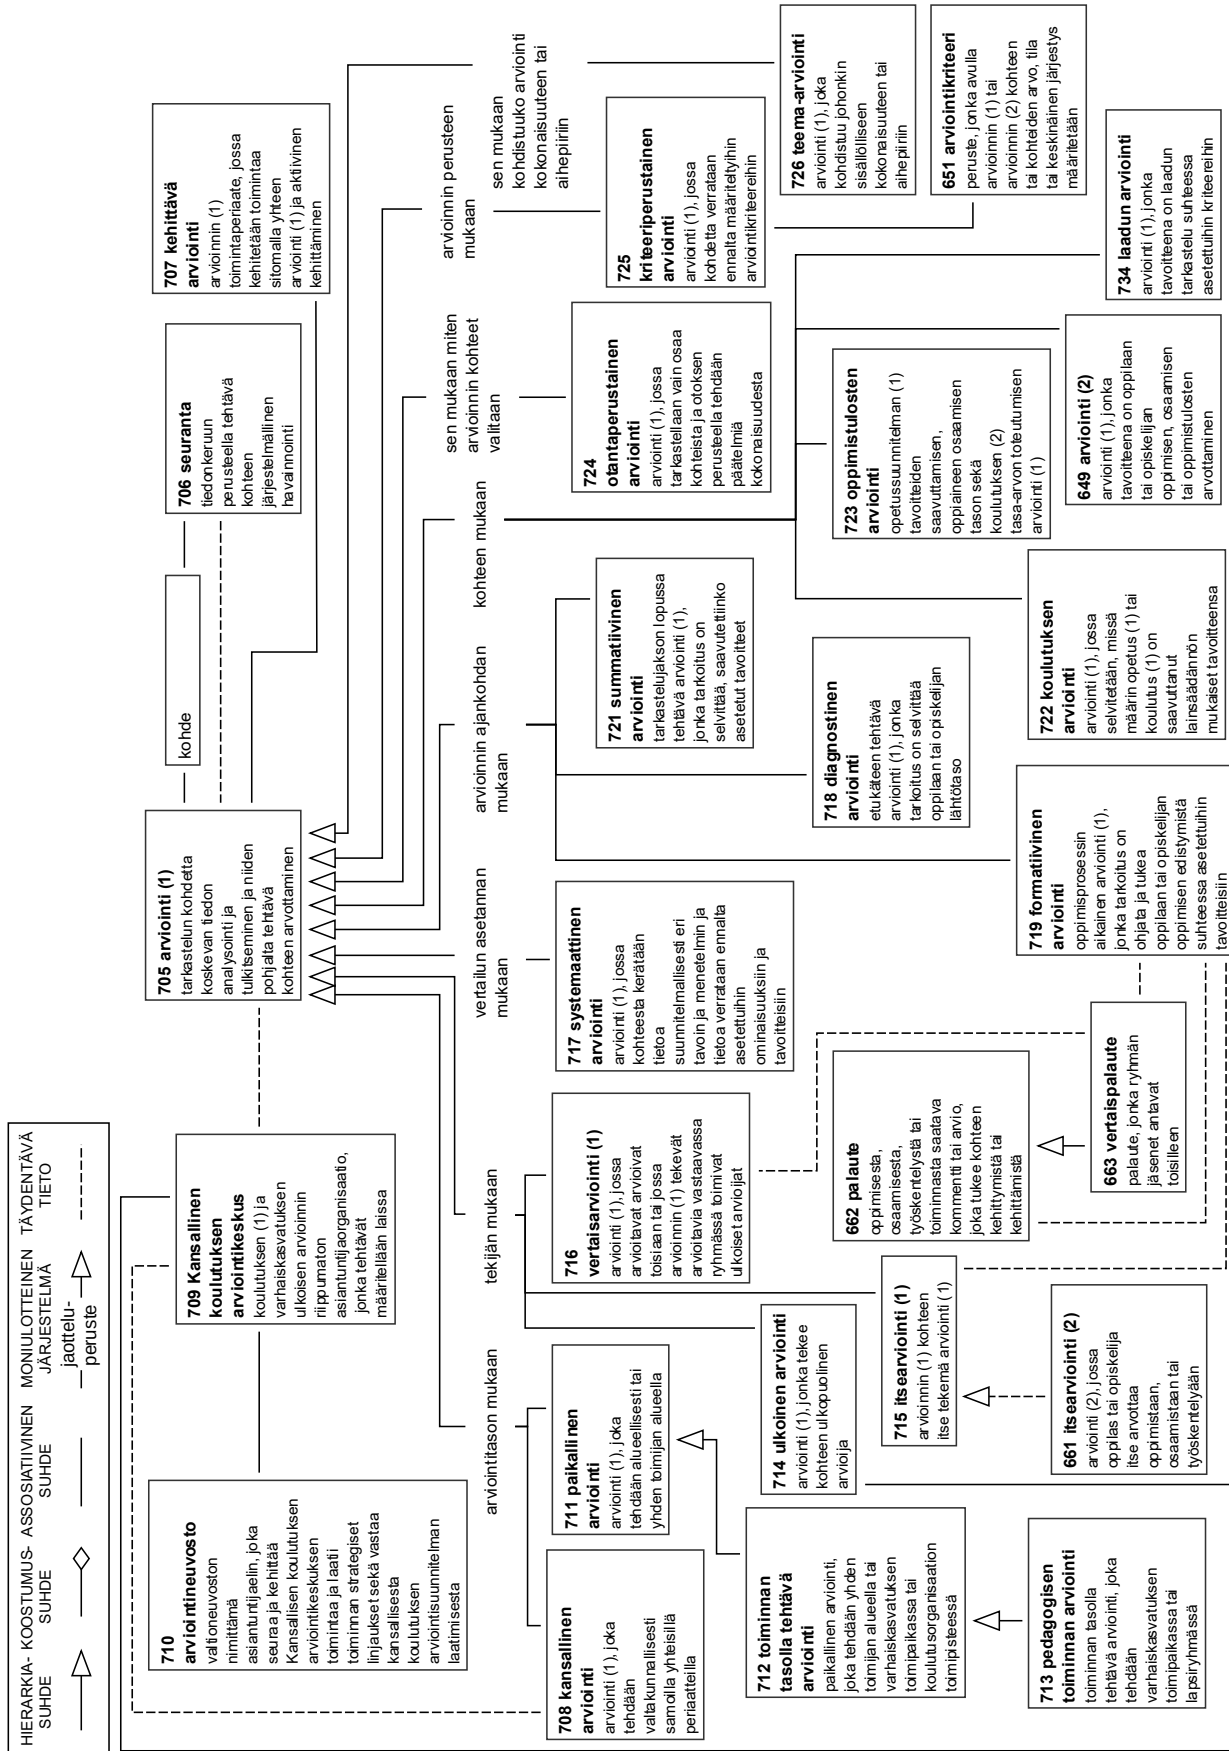 HIERARKIA-
SUHDE
KOOSTUMUS-
SUHDE
ASSOSIATIIVINEN
SUHDE
MONIULOTTEINEN
JÄRJESTELMÄ
jaottelu-
peruste
TÄYDENTÄVÄ
TIETO
710
arviointineuvosto
valtioneuvoston
nimittämä
asiantuntijaelin, joka
seuraa ja kehittää
Kansallisen koulutuksen
arviointikeskuksen
toimintaa ja laatii
toiminnan strategiset
linjaukset sekä vastaa
kansallisesta
koulutuksen
arviointisuunnitelman
laatimisesta
709 Kansallinen
koulutuksen
arviointikeskus
koulutuksen (1) ja
varhaiskasvatuksen
ulkoisen arvioinnin
riippumaton
asiantuntijaorganisaatio,
jonka tehtävät
määritellään laissa
705 arviointi (1)
tarkastelun kohdetta
koskevan tiedon
analysointi ja
tulkitseminen ja niiden
pohjalta tehtävä
kohteen arvottaminen
kohde
706 seuranta
tiedonkeruun
perusteella tehtävä
kohteen
järjestelmällinen
havainnointi
707 kehittävä
arviointi
arvioinnin (1)
toimintaperiaate, jossa
kehitetään toimintaa
sitomalla yhteen
arviointi (1) ja aktiivinen
kehittäminen
arviointitason mukaan
tekijän mukaan
vertailun asetannan
mukaan
arvioinnin ajankohdan
mukaan
kohteen mukaan
sen mukaan miten
arvioinnin kohteet
valitaan
arvioinnin perusteen
mukaan
sen mukaan
kohdistuuko arviointi
kokonaisuuteen tai
aihepiiriin
708 kansallinen
arviointi
arviointi (1), joka
tehdään
valtakunnallisesti
samoilla yhteisillä
periaatteilla
711 paikallinen
arviointi
arviointi (1), joka
tehdään alueellisesti tai
yhden toimijan alueella
716
vertaisarviointi (1)
arviointi (1), jossa
arvioitavat arvioivat
toisiaan tai jossa
arvioinnin (1) tekevät
arvioitavia vastaavassa
ryhmässä toimivat
ulkoiset arvioijat
717 systemaattinen
arviointi
arviointi (1), jossa
kohteesta kerätään
tietoa
suunnitelmallisesti eri
tavoin ja menetelmin ja
tietoa verrataan ennalta
asetettuihin
ominaisuuksiin ja
tavoitteisiin
721 summatiivinen
arviointi
tarkastelujakson lopussa
tehtävä arviointi (1),
jonka tarkoitus on
selvittää, saavutettiinko
asetetut tavoitteet
724
otantaperustainen
arviointi
arviointi (1), jossa
tarkastellaan vain osaa
kohteista ja otoksen
perusteella tehdään
päätelmiä
kokonaisuudesta
725
kriteeriperustainen
arviointi
arviointi (1), jossa
kohdetta verrataan
ennalta määriteltyihin
arviointikriteereihin
726 teema-arviointi
arviointi (1), joka
kohdistuu johonkin
sisällölliseen
kokonaisuuteen tai
aihepiiriin
712 toiminnan
tasolla tehtävä
arviointi
paikallinen arviointi,
joka tehdään yhden
toimijan alueella tai
varhaiskasvatuksen
toimipaikassa tai
koulutusorganisaation
toimipisteessä
714 ulkoinen arviointi
arviointi (1), jonka tekee
kohteen ulkopuolinen
arvioija
715 itsearviointi (1)
arvioinnin (1) kohteen
itse tekemä arviointi (1)
662 palaute
oppimisesta,
osaamisesta,
työskentelystä tai
toiminnasta saatava
kommentti tai arvio,
joka tukee kohteen
kehittymistä tai
kehittämistä
718 diagnostinen
arviointi
etukäteen tehtävä
arviointi (1), jonka
tarkoitus on selvittää
oppilaan tai opiskelijan
lähtötaso
723 oppimistulosten
arviointi
opetussuunnitelman (1)
tavoitteiden
saavuttamisen,
oppiaineen osaamisen
tason sekä
koulutuksen (2)
tasa-arvon toteutumisen
arviointi (1)
651 arviointikriteeri
peruste, jonka avulla
arvioinnin (1) tai
arvioinnin (2) kohteen
tai kohteiden arvo, tila
tai keskinäinen järjestys
määritetään
713 pedagogisen
toiminnan arviointi
toiminnan tasolla
tehtävä arviointi, joka
tehdään
varhaiskasvatuksen
toimipaikassa tai
lapsiryhmässä
661 itsearviointi (2)
arviointi (2), jossa
oppilas tai opiskelija
itse arvottaa
oppimistaan,
osaamistaan tai
työskentelyään
663 vertaispalaute
palaute, jonka ryhmän
jäsenet antavat
toisilleen
719 formatiivinen
arviointi
oppimisprosessin
aikainen arviointi (1),
jonka tarkoitus on
ohjata ja tukea
oppilaan tai opiskelijan
oppimisen edistymistä
suhteessa asetettuihin
tavoitteisiin
722 koulutuksen
arviointi
arviointi (1), jossa
selvitetään, missä
määrin opetus (1) tai
koulutus (1) on
saavuttanut
lainsäädännön
mukaiset tavoitteensa
649 arviointi (2)
arviointi (1), jonka
tavoitteena on oppilaan
tai opiskelijan
oppimisen, osaamisen
tai oppimistulosten
arvottaminen
734 laadun arviointi
arviointi (1), jonka
tavoitteena on laadun
tarkastelu suhteessa
asetettuihin kriteereihin